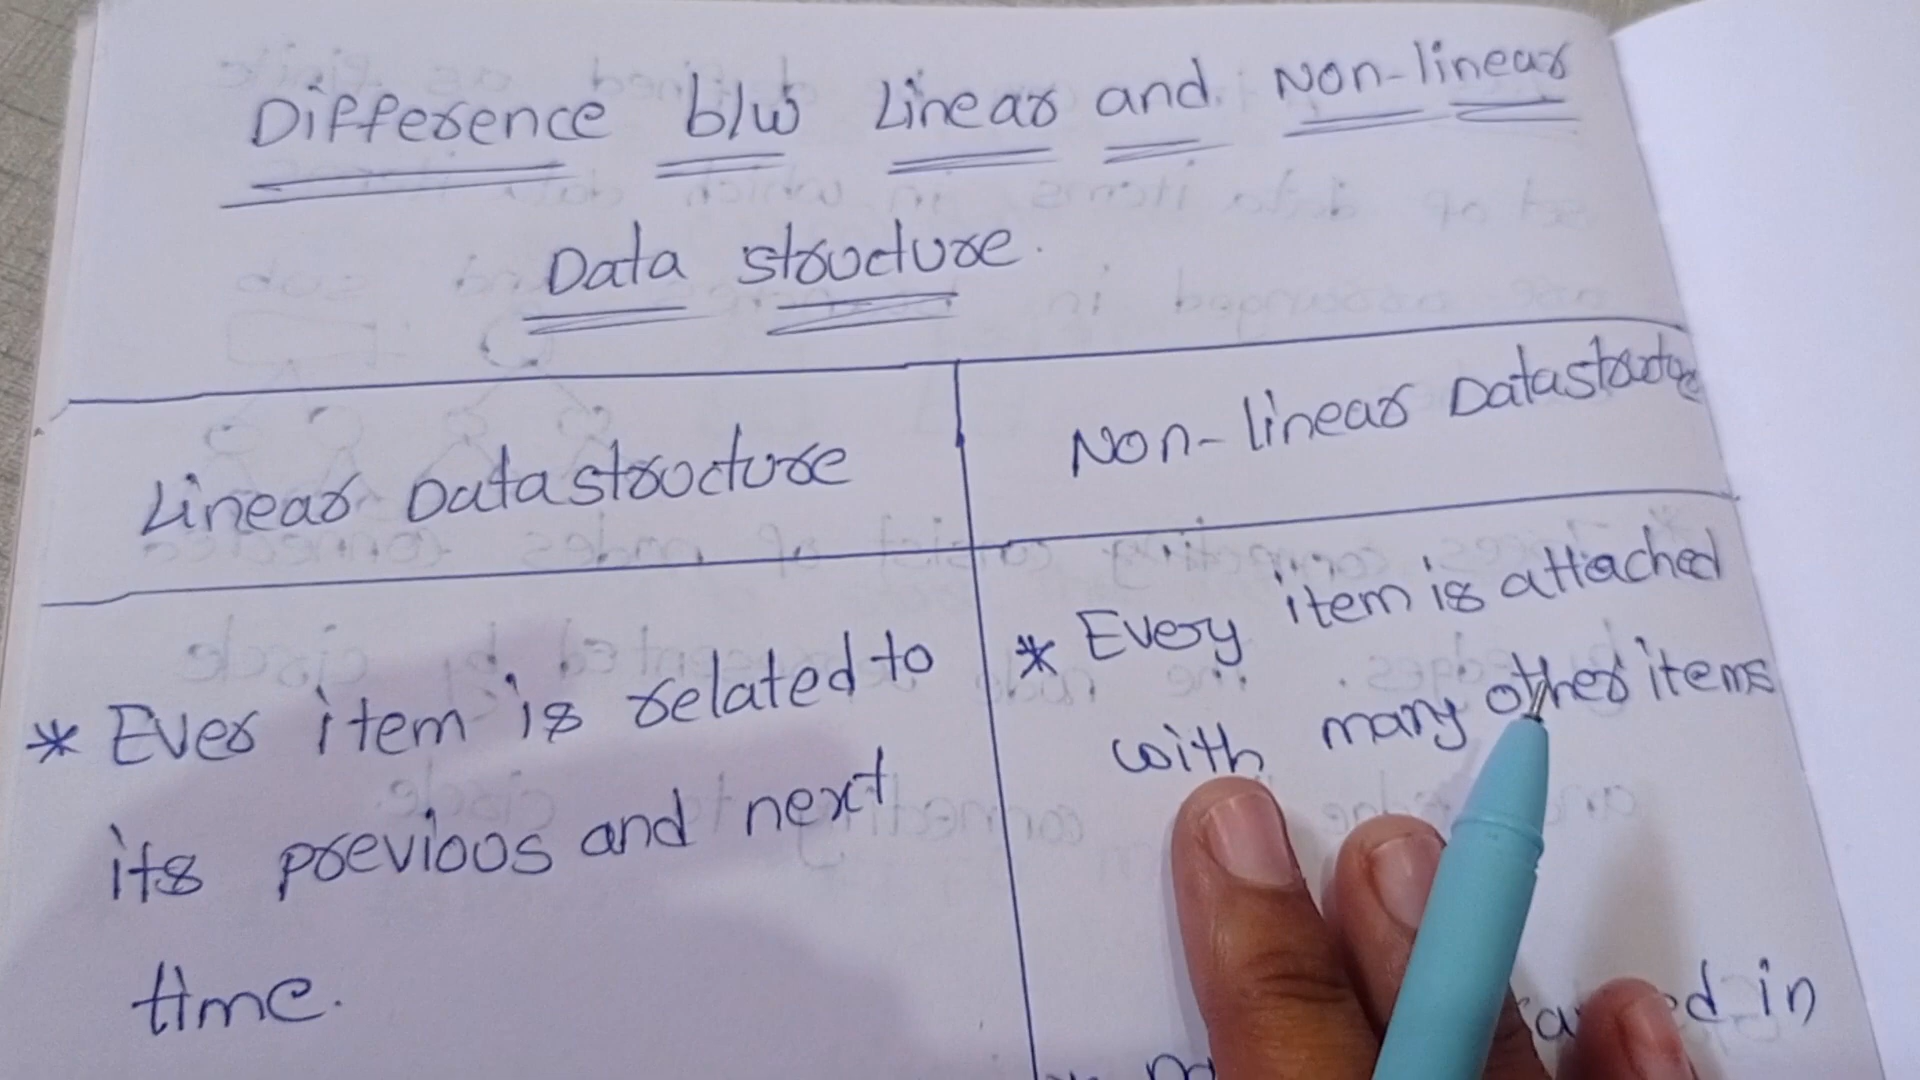 Difference b/w Linear and Non-linear
Data structure.
Linear Datastructure
Non-linear Datastructure
* Ever item is related to
its previous and next
time.
* Every item is attached
with many other items
in